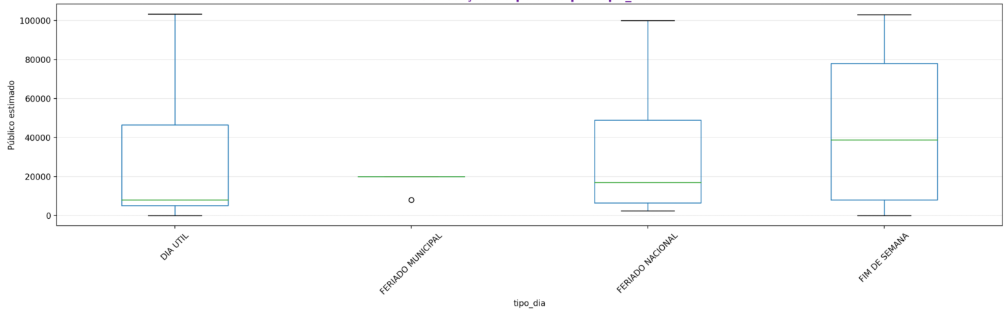 100000
80000
60000
40000
20000
0
Público estimado
DIA UTIL
FERIADO MUNICIPAL
FERIADO NACIONAL
FIM DE SEMANA
tipo_dia